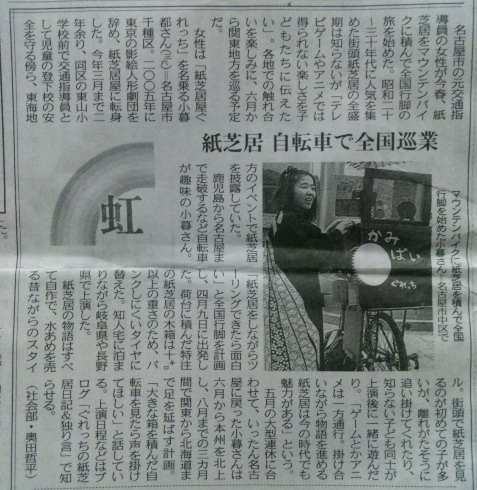 紙芝居 自転車で全国巡業
虹
名古屋市の元交通指
導員の女性が今春、紙
芝居をマウンテンバイ
クに積んで全国行脚の
旅を始めた。昭和二十
〜三十年代に人気を集
めた街頭紙芝居の全盛
期は知らないが「テレ
ビゲームやアニメでは
得られない楽しさを子
どもたちに伝えた
い」。各地での触れ合
いを楽しみに、六月か
ら関東地方を巡る予定
だ。
女性は「紙芝居屋ぐ
れっち」を名乗る小暮
都さん＝名古屋市
千種区。二〇〇五年に
東京の影絵人形劇団を
辞め、紙芝居屋に転身
した。今年三月まで二
年余り、同区の東山小
学校前で交通指導員と
して児童の登下校の安
全を守る傍ら、東海地
方のイベントで紙芝居
を披露していた。
鹿児島から名古屋ま
で走破するなど自転車
が趣味の小暮さん。
「紙芝居をしながらツ
ーリングできたら面白
い」と全国行脚を計画
し、四月九日に出発し
た。荷台に積んだ特注
の紙芝居の木箱は十㌔
以上の重さのため、パ
ンクしにくいタイヤに
替えた。知人宅に泊ま
りながら岐阜県や長野
県で上演した。
紙芝居の物語はすべ
て自作で、水あめを売
る昔ながらのスタイ
ル。街頭で紙芝居を見
るのが初めての子が多
いが、離れがたそうに
追い掛けてくれたり、
知らない子ども同士が
上演後に一緒に遊んだ
り。「ゲームとかアニ
メは一方通行。掛け合
いながら物語を進める
紙芝居は今の時代でも
魅力がある」という。
五月の大型連休に合
わせて、いったん名古
屋に戻った小暮さんは
六月から本州を北上
し、八月までの三カ月
間で関東から北海道ま
で足を延ばす計画。
「大きな箱を積んだ自
転車を見たら声を掛け
てほしい」と話してい
る。上演日程などはブ
ログ「ぐれっちの紙芝
居日記&独り言」で知
らせる。
（社会部・奥田哲平）
マウンテンバイクに紙芝居を積んで全国
行脚を始めた小暮さん＝名古屋市中区で
かみ
しばい
ぐれっち